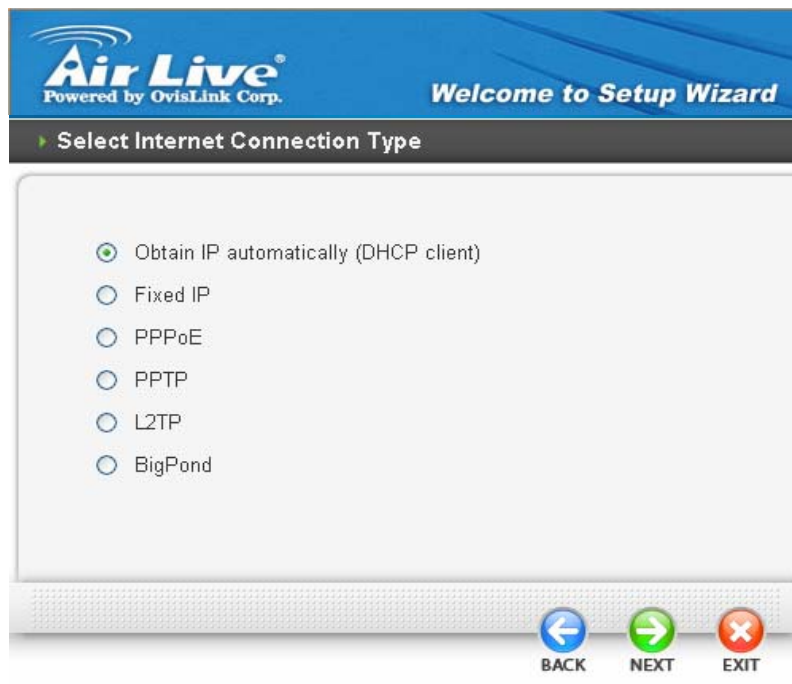 Air Live®
Powered by OvisLink Corp.
Welcome to Setup Wizard
Select Internet Connection Type
Obtain IP automatically (DHCP client)
Fixed IP
PPPoE
PPTP
L2TP
BigPond
BACK NEXT EXIT